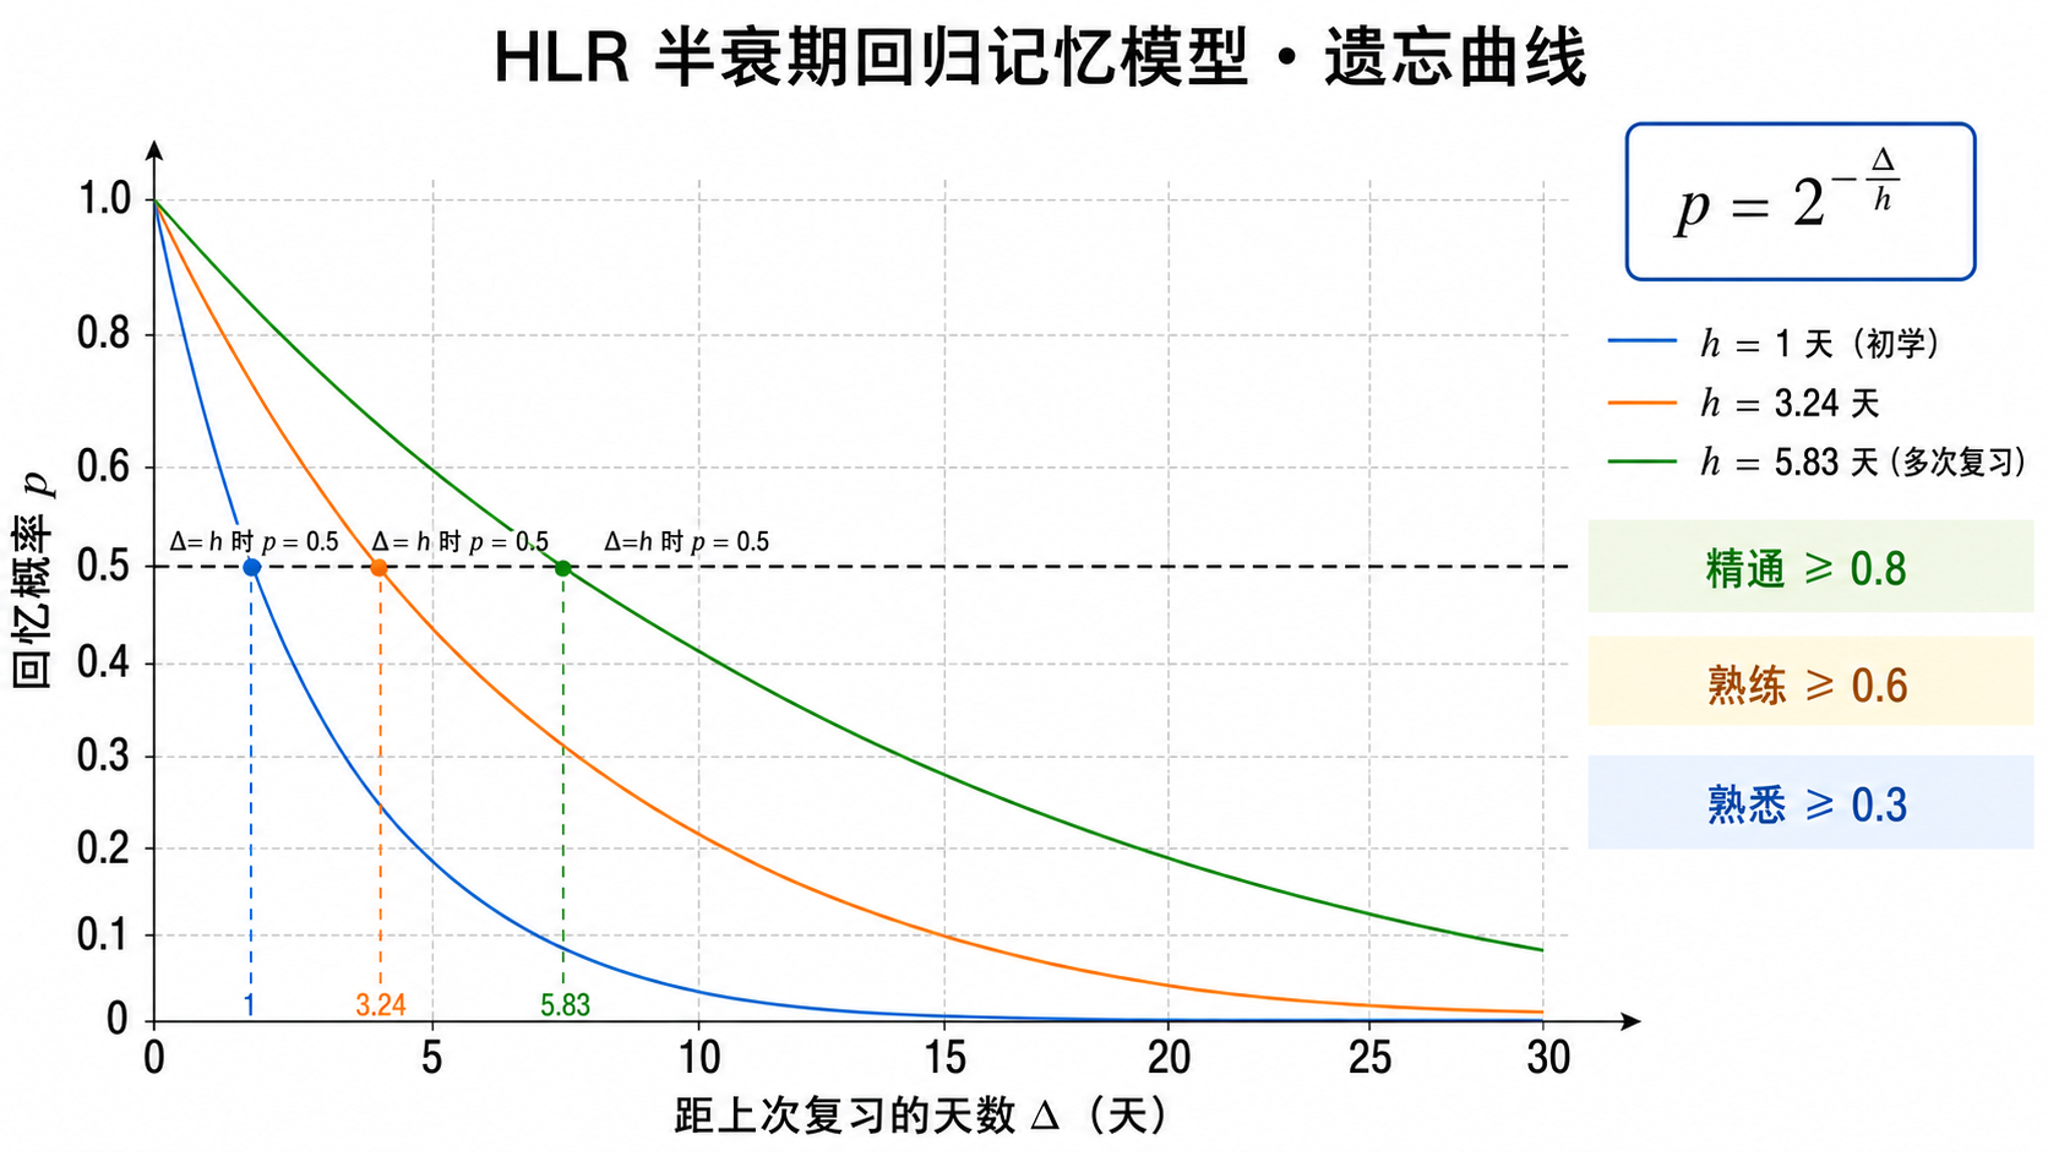 HLR 半衰期回归记忆模型 • 遗忘曲线
p = 2^{-\frac{Δ}{h}}
h = 1 天（初学）
h = 3.24 天
h = 5.83 天（多次复习）
精通 ≥ 0.8
熟练 ≥ 0.6
熟悉 ≥ 0.3
回忆概率 p
1.0
0.8
0.6
0.5
0.4
0.3
0.2
0.1
0
Δ= h 时 p = 0.5
Δ= h 时 p = 0.5
Δ=h 时 p = 0.5
1
3.24
5.83
0 5 10 15 20 25 30
距上次复习的天数 Δ（天）